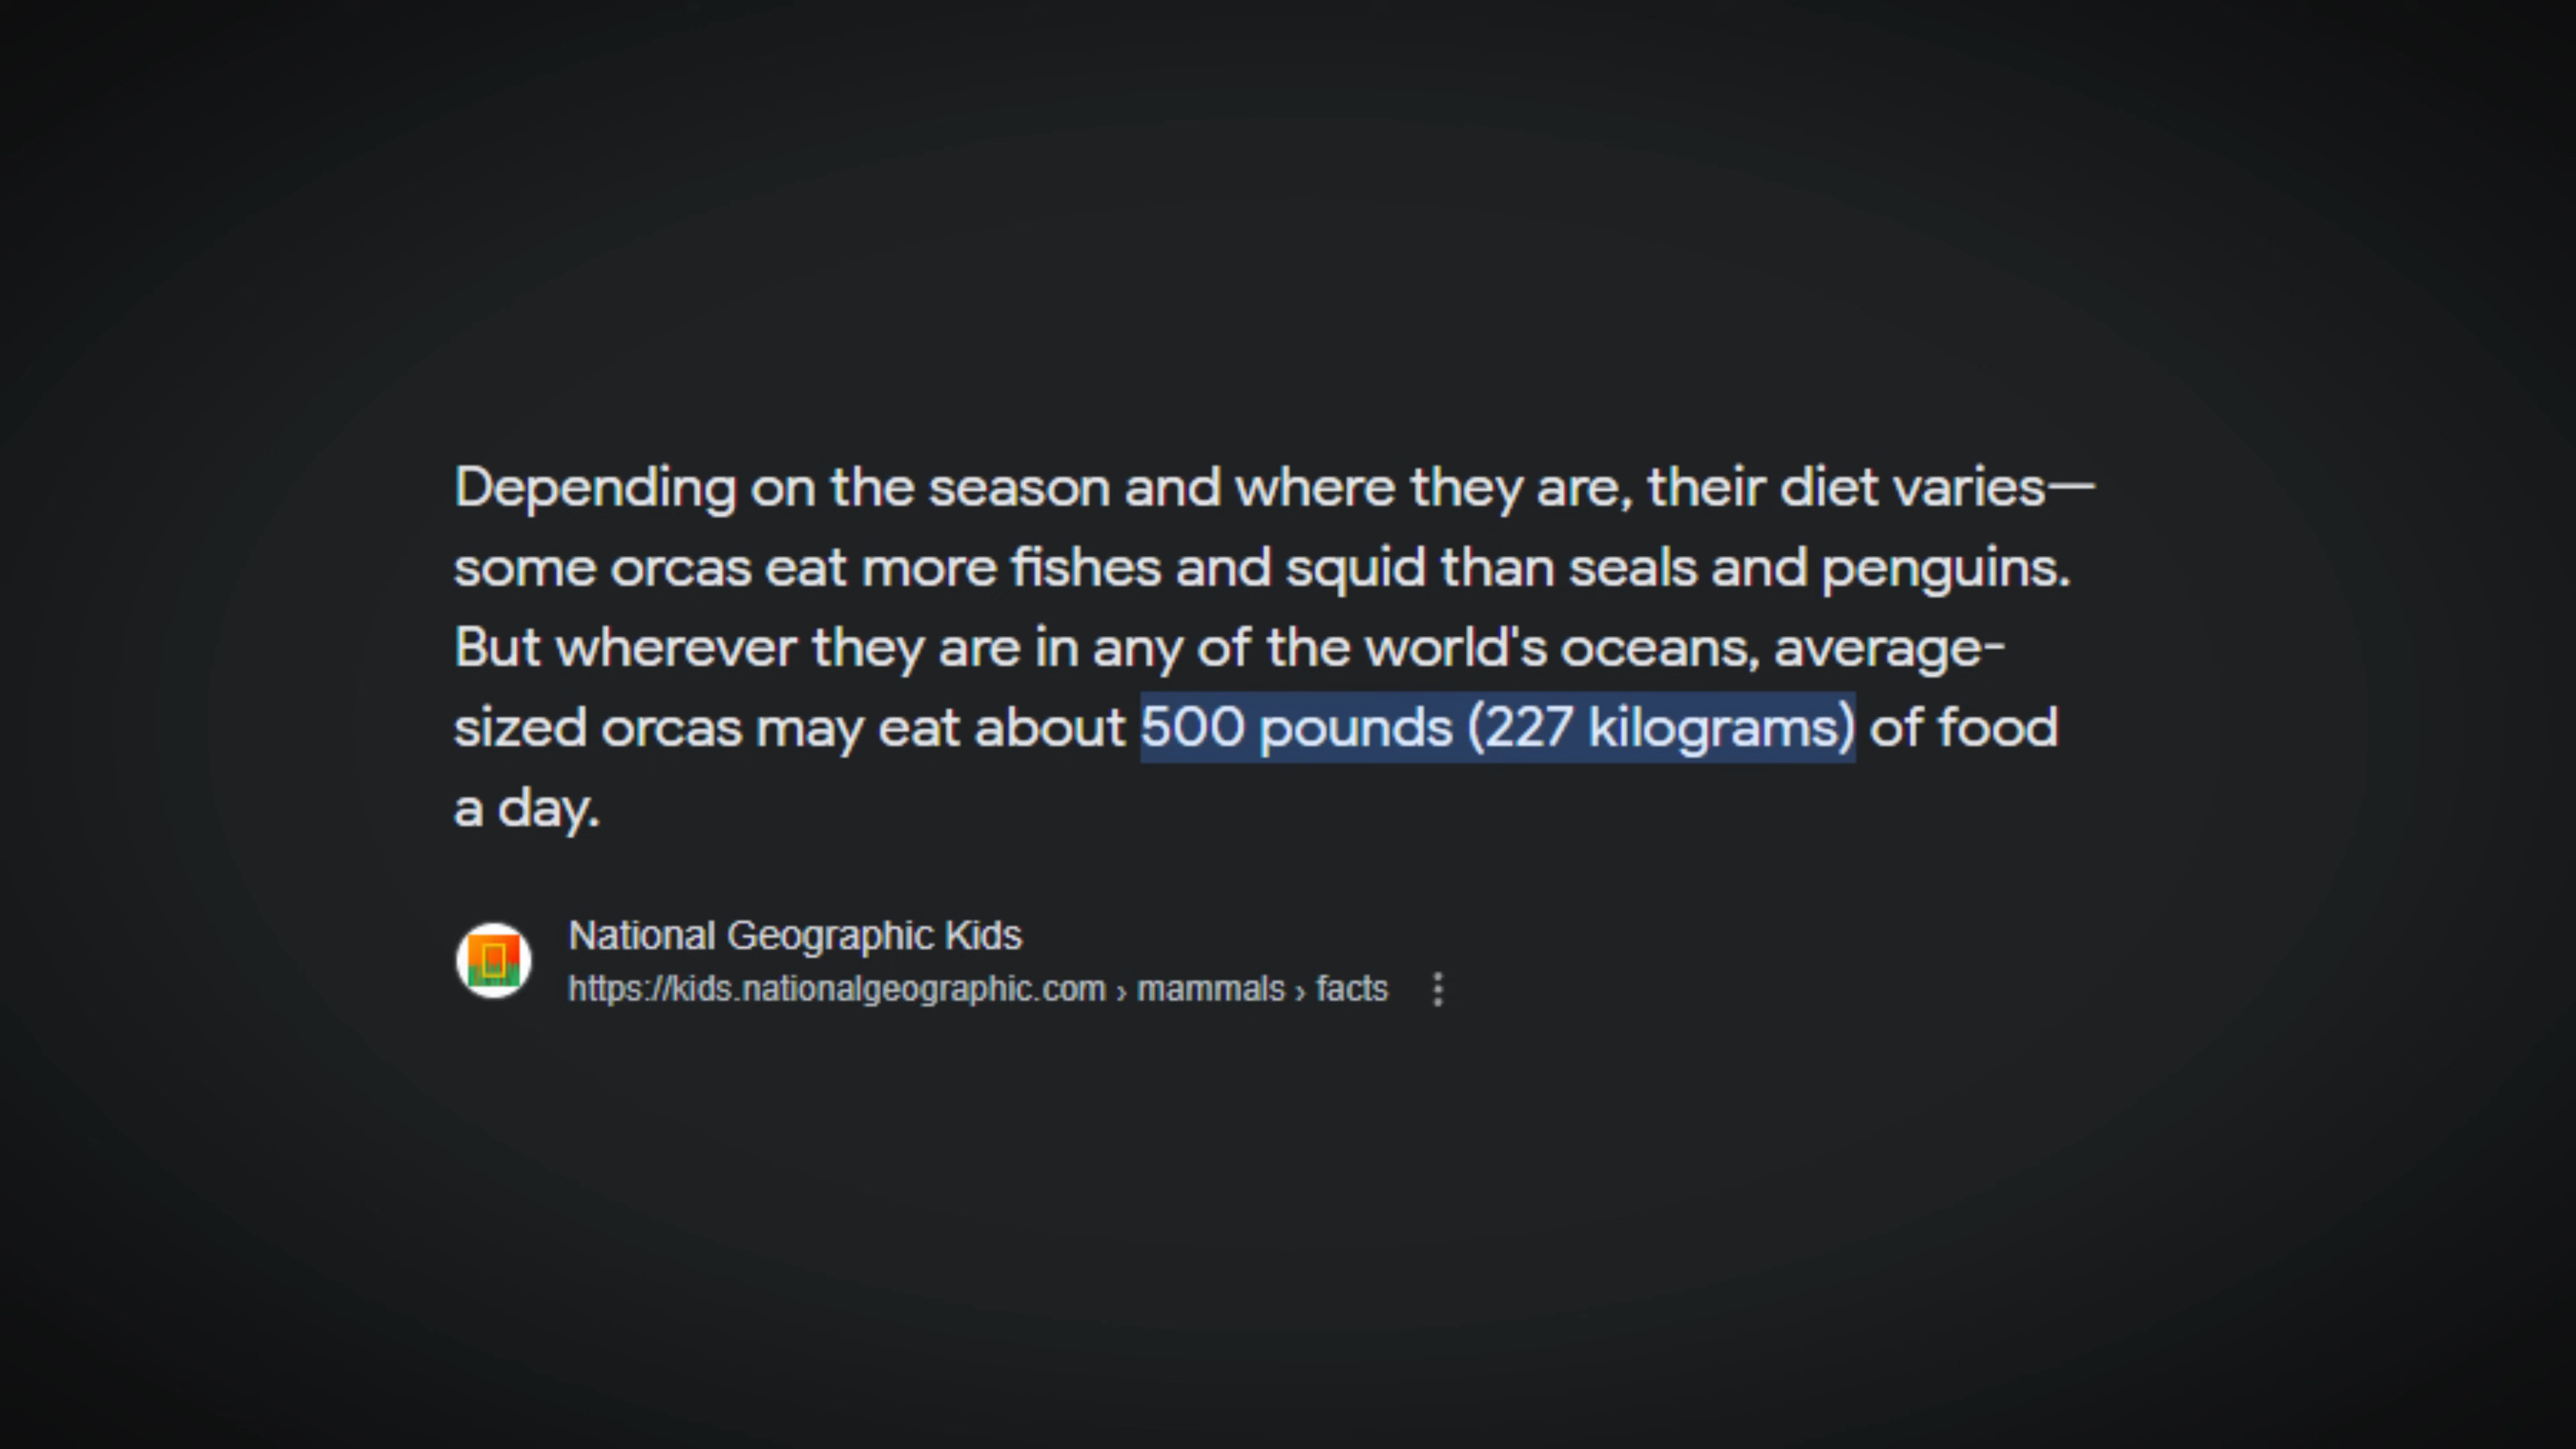 Depending on the season and where they are, their diet varies—
some orcas eat more fishes and squid than seals and penguins.
But wherever they are in any of the world's oceans, average-
sized orcas may eat about 500 pounds (227 kilograms) of food
a day.
National Geographic Kids
https://kids.nationalgeographic.com › mammals › facts